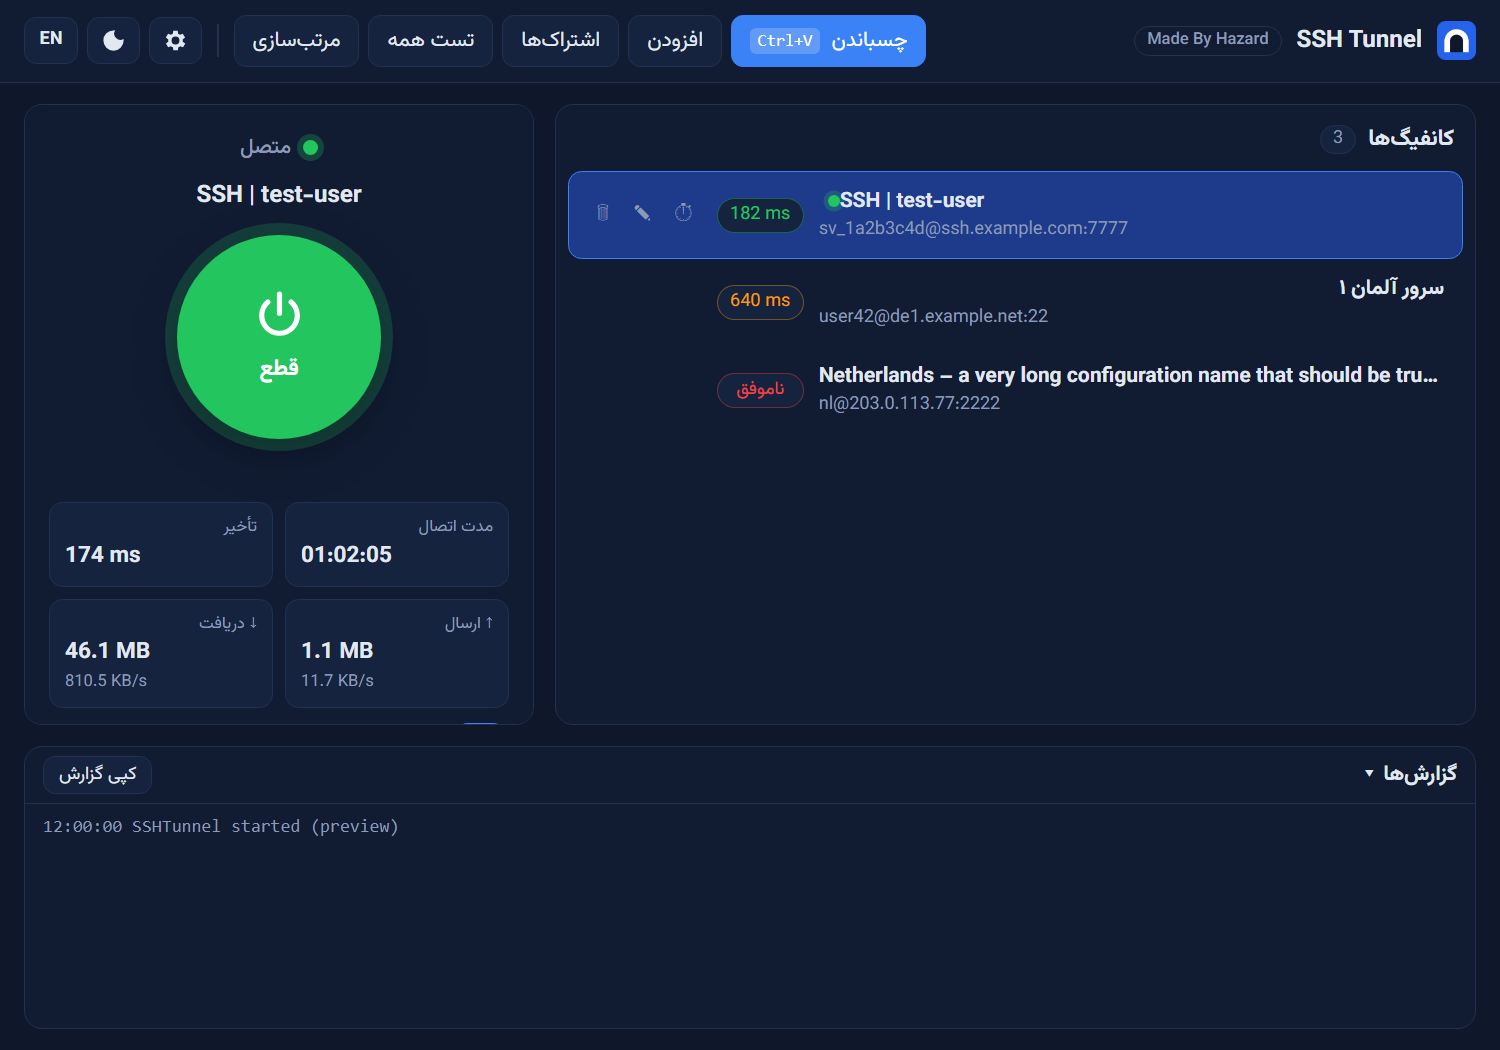 SSH Tunnel
Made By Hazard
چسباندن Ctrl+V
افزودن
اشتراک‌ها
تست همه
مرتب‌سازی
EN
کانفیگ‌ها 3
SSH | test-user
sv_1a2b3c4d@ssh.example.com:7777
182 ms
سرور آلمان ۱
user42@de1.example.net:22
640 ms
Netherlands – a very long configuration name that should be tru...
nl@203.0.113.77:2222
ناموفق
متصل
SSH | test-user
قطع
مدت اتصال
01:02:05
تأخیر
174 ms
↑ ارسال
1.1 MB
11.7 KB/s
↓ دریافت
46.1 MB
810.5 KB/s
گزارش‌ها ▾
کپی گزارش
12:00:00 SSHTunnel started (preview)